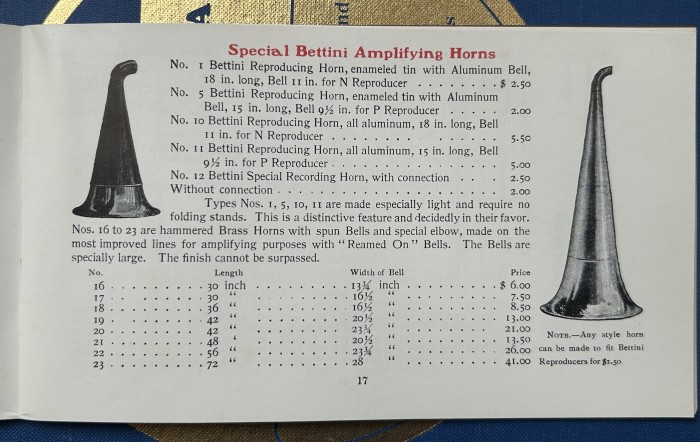 A
nd
s
Special Bettini Amplifying Horns
No. 1 Bettini Reproducing Horn, enameled tin with Aluminum Bell,
18 in. long, Bell 11 in. for N Reproducer . . . . . . . . $ 2.50
No. 5 Bettini Reproducing Horn, enameled tin with Aluminum
Bell, 15 in. long, Bell 9½ in. for P Reproducer . . . . . 2.00
No. 10 Bettini Reproducing Horn, all aluminum, 18 in. long, Bell
11 in. for N Reproducer . . . . . . . . . . . . . 5.50
No. 11 Bettini Reproducing Horn, all aluminum, 15 in. long, Bell
9½ in. for P Reproducer . . . . . . . . . . . . . 5.00
No. 12 Bettini Special Recording Horn, with connection . . . 2.50
Without connection . . . . . . . . . . . . . . . . . 2.00
Types Nos. 1, 5, 10, 11 are made especially light and require no
folding stands. This is a distinctive feature and decidedly in their favor.
Nos. 16 to 23 are hammered Brass Horns with spun Bells and special elbow, made on the
most improved lines for amplifying purposes with "Reamed On" Bells. The Bells are
specially large. The finish cannot be surpassed.
No. Length Width of Bell Price
16 . . . . . . . . . 30 inch . . . . . . . . . 13¾ inch . . . . . . . . . $ 6.00
17 . . . . . . . . . 30 " . . . . . . . . . 16½ " . . . . . . . . . 7.50
18 . . . . . . . . . 36 " . . . . . . . . . 16½ " . . . . . . . . . 8.50
19 . . . . . . . . . 42 " . . . . . . . . . 20½ " . . . . . . . . . 13.00
20 . . . . . . . . . 42 " . . . . . . . . . 23¾ " . . . . . . . . . 21.00
21 . . . . . . . . . 48 ' . . . . . . . . . 20½ " . . . . . . . . . 13.50
22 . . . . . . . . . 56 " . . . . . . . . . 23¾ " . . . . . . . . . 26.00
23 . . . . . . . . . 72 " . . . . . . . . . 28 " . . . . . . . . . 41.00
NOTE.—Any style horn
can be made to fit Bettini
Reproducers for $1.50.
17